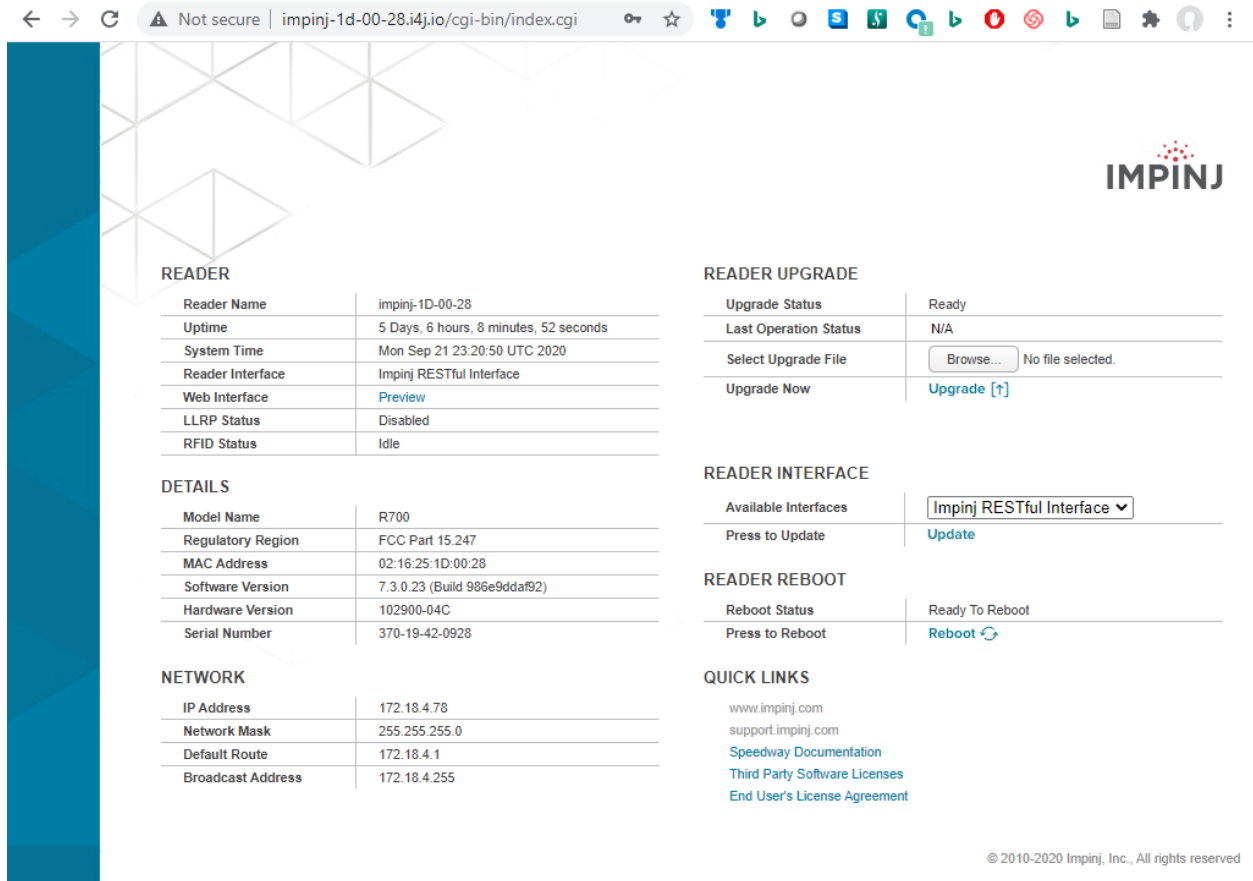 Not secure | impinj-1d-00-28.i4j.io/cgi-bin/index.cgi
IMPINJ
READER
Reader Name impinj-1D-00-28
Uptime 5 Days, 6 hours, 8 minutes, 52 seconds
System Time Mon Sep 21 23:20:50 UTC 2020
Reader Interface Impinj RESTful Interface
Web Interface Preview
LLRP Status Disabled
RFID Status Idle
DETAILS
Model Name R700
Regulatory Region FCC Part 15.247
MAC Address 02:16:25:1D:00:28
Software Version 7.3.0.23 (Build 986e9ddaf92)
Hardware Version 102900-04C
Serial Number 370-19-42-0928
NETWORK
IP Address 172.18.4.78
Network Mask 255.255.255.0
Default Route 172.18.4.1
Broadcast Address 172.18.4.255
READER UPGRADE
Upgrade Status Ready
Last Operation Status N/A
Select Upgrade File Browse... No file selected.
Upgrade Now Upgrade [↑]
READER INTERFACE
Available Interfaces Impinj RESTful Interface
Press to Update Update
READER REBOOT
Reboot Status Ready To Reboot
Press to Reboot Reboot
QUICK LINKS
www.impinj.com
support.impinj.com
Speedway Documentation
Third Party Software Licenses
End User's License Agreement
© 2010-2020 Impinj, Inc., All rights reserved